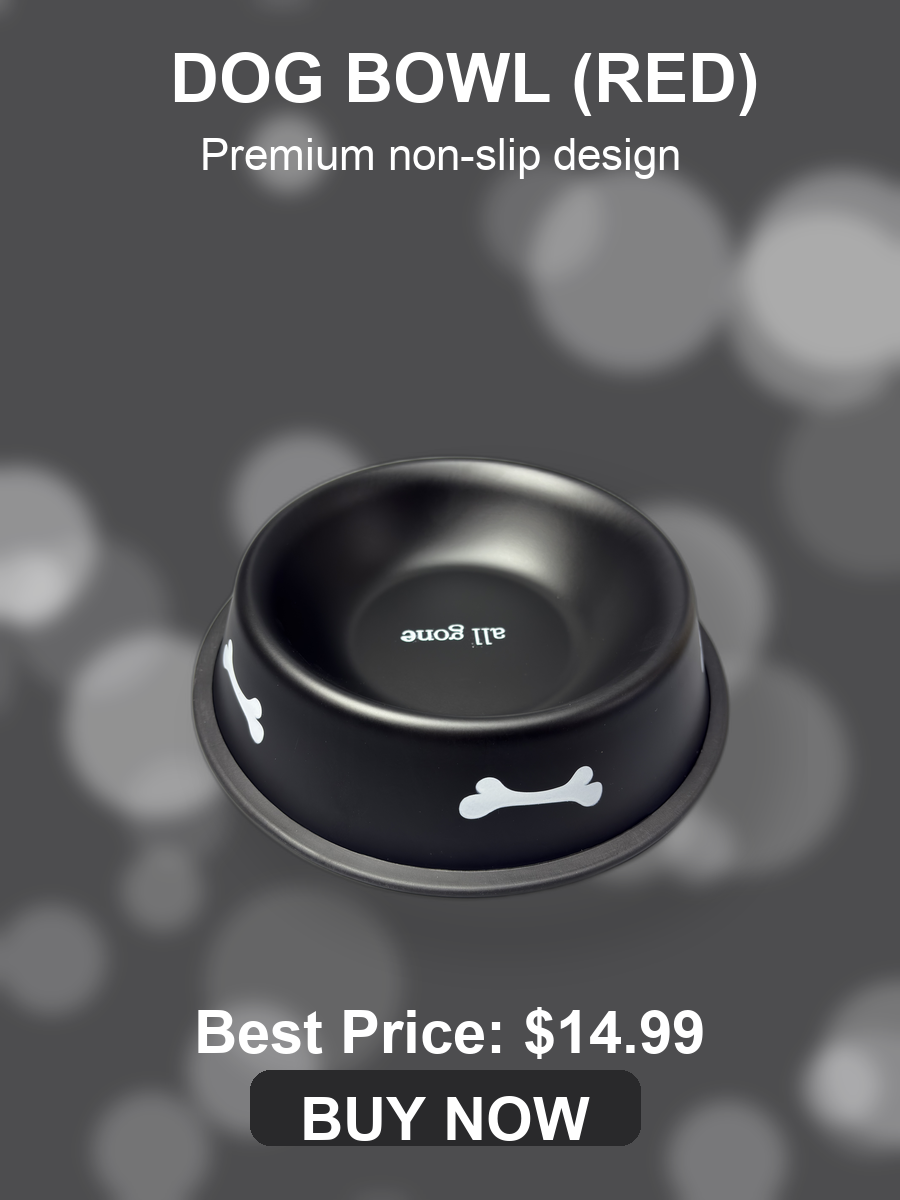 DOG BOWL (RED)
Premium non-slip design
all gone
Best Price: $14.99
BUY NOW